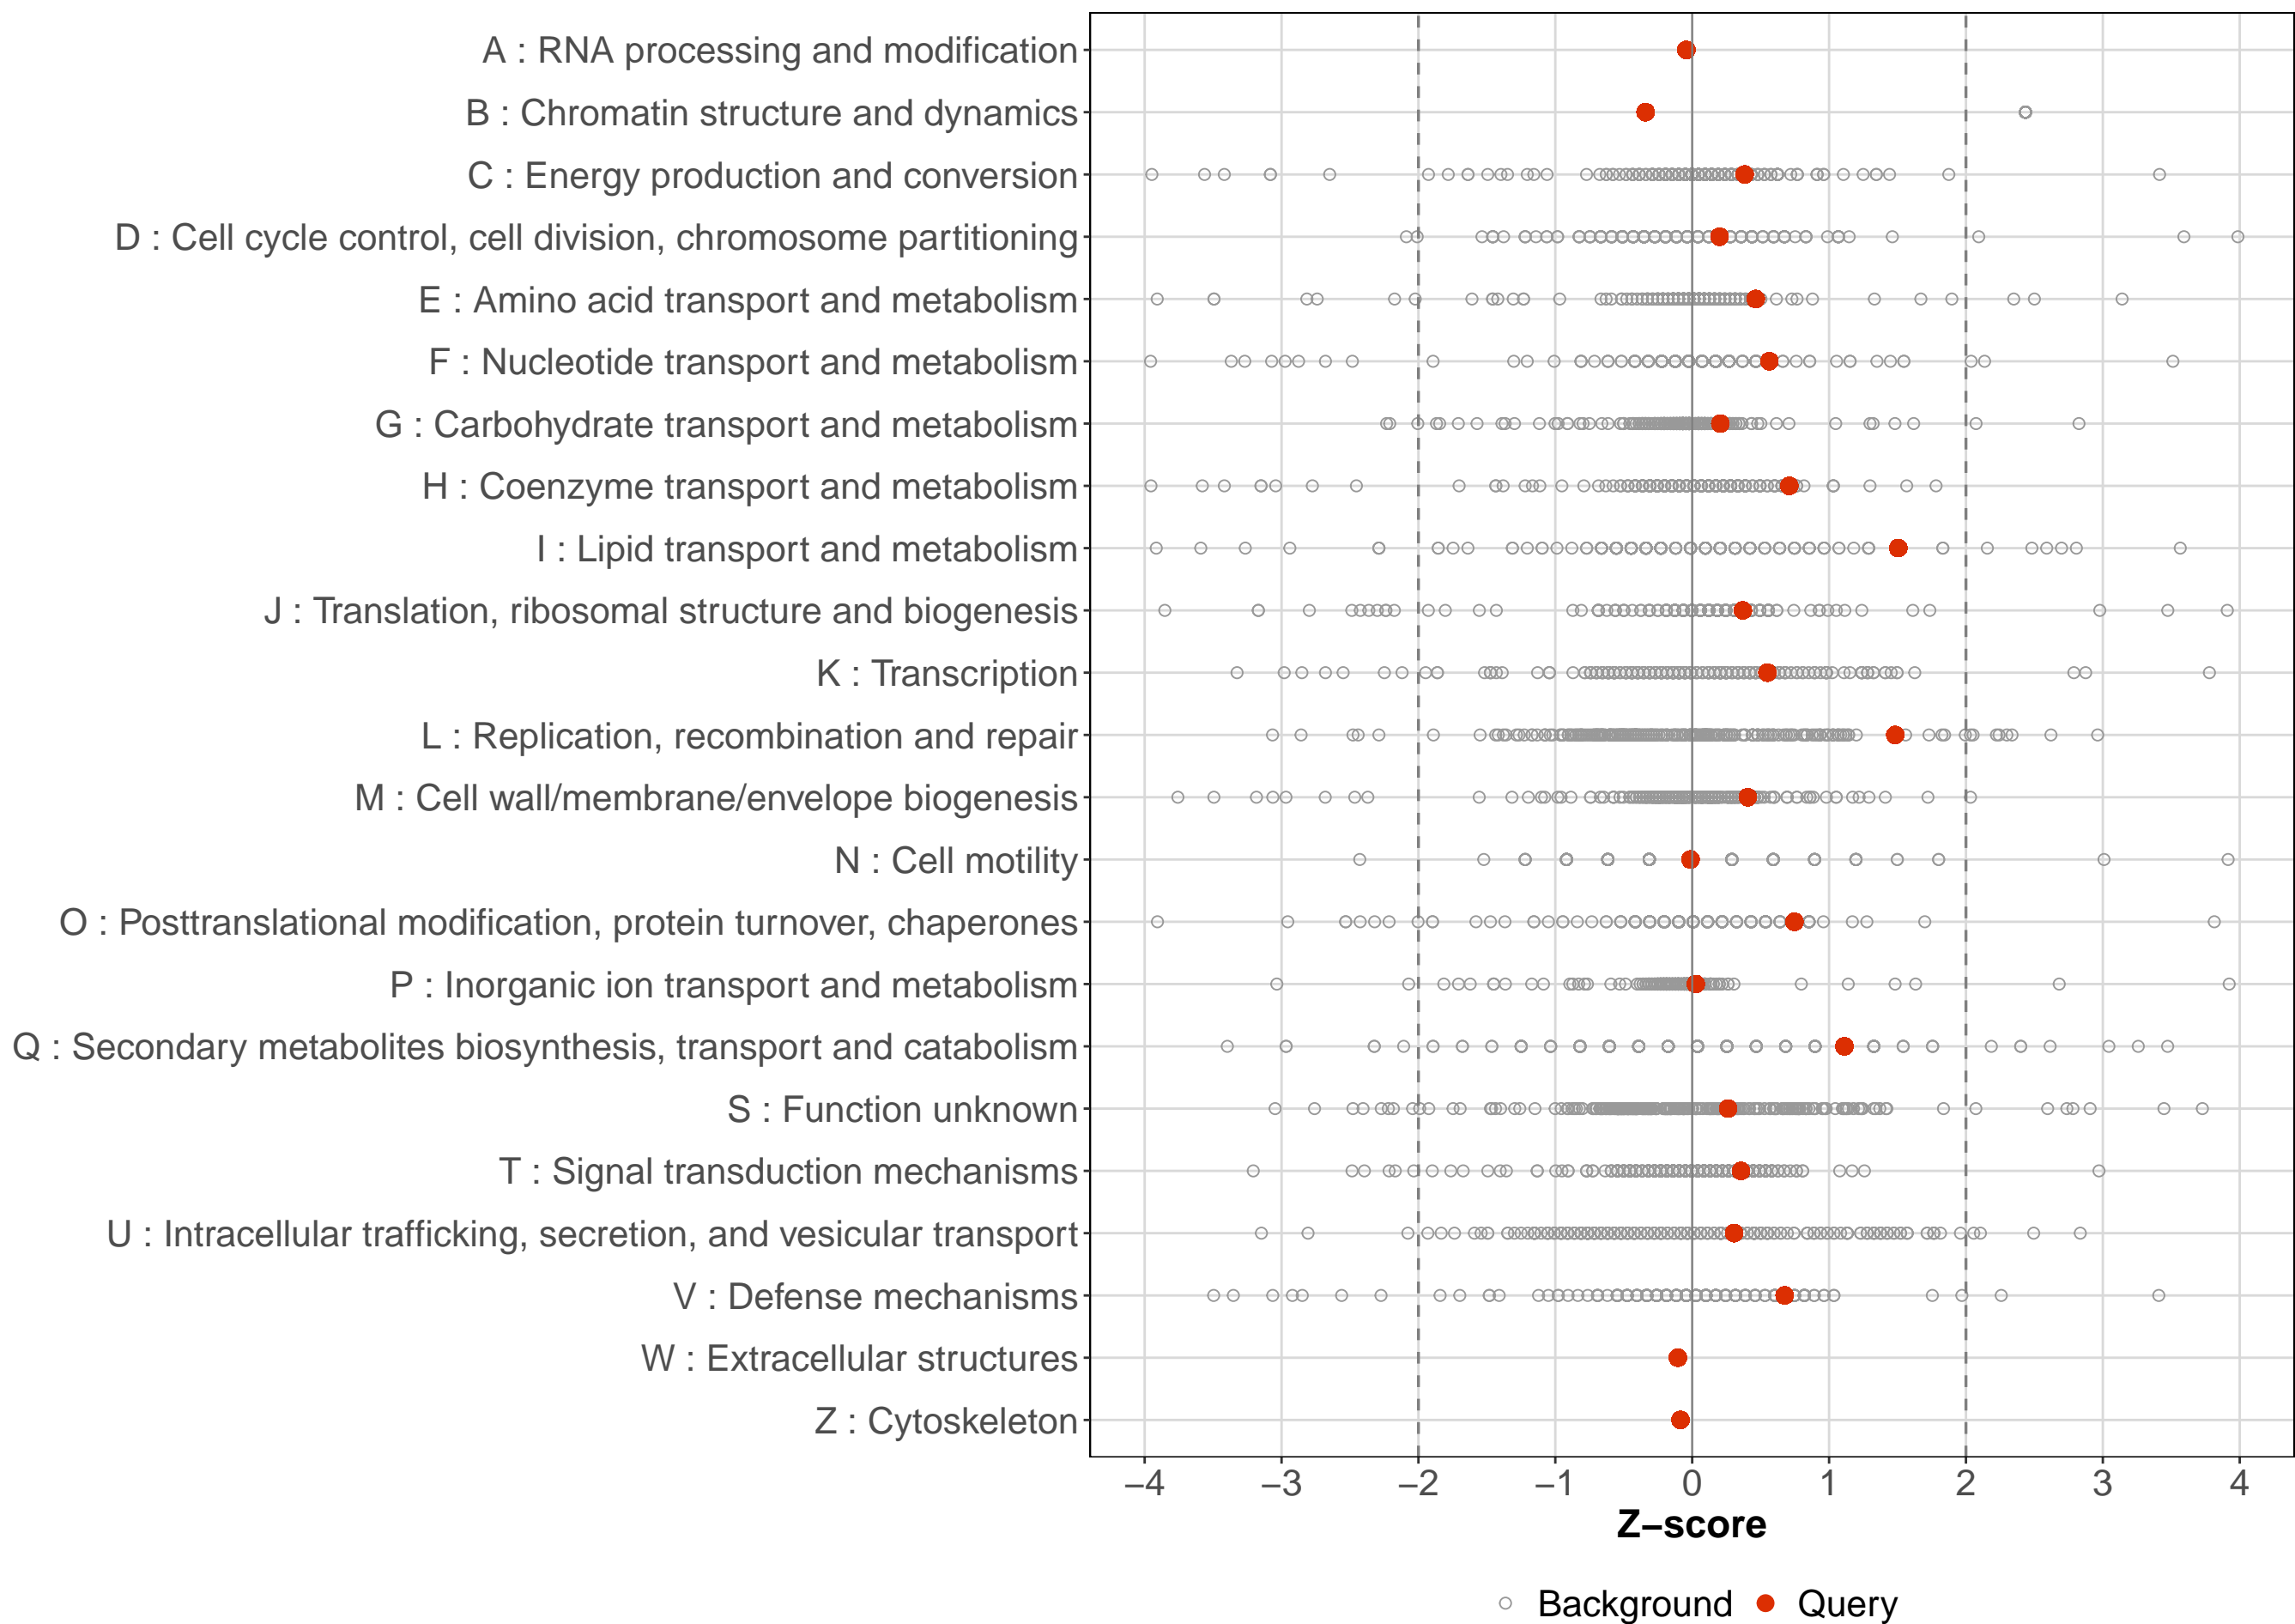 A : RNA processing and modification
B : Chromatin structure and dynamics
C : Energy production and conversion
D : Cell cycle control, cell division, chromosome partitioning
E : Amino acid transport and metabolism
F : Nucleotide transport and metabolism
G : Carbohydrate transport and metabolism
H : Coenzyme transport and metabolism
I : Lipid transport and metabolism
J : Translation, ribosomal structure and biogenesis
K : Transcription
L : Replication, recombination and repair
M : Cell wall/membrane/envelope biogenesis
N : Cell motility
O : Posttranslational modification, protein turnover, chaperones
P : Inorganic ion transport and metabolism
Q : Secondary metabolites biosynthesis, transport and catabolism
S : Function unknown
T : Signal transduction mechanisms
U : Intracellular trafficking, secretion, and vesicular transport
V : Defense mechanisms
W : Extracellular structures
Z : Cytoskeleton
−4 −3 −2 −1 0 1 2 3 4
Z−score
Background Query